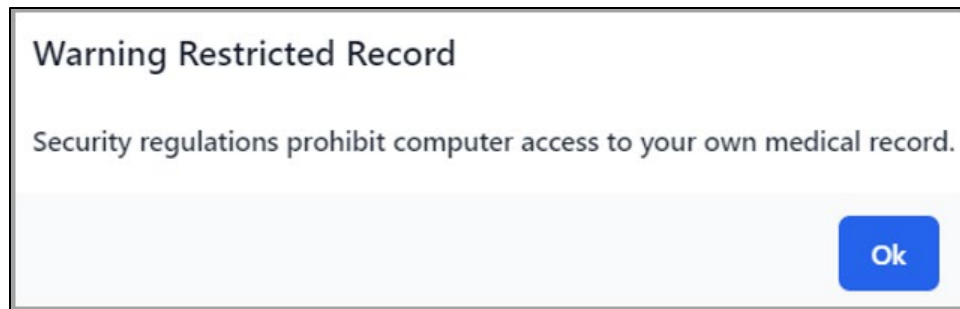 Warning Restricted Record
Security regulations prohibit computer access to your own medical record.
Ok